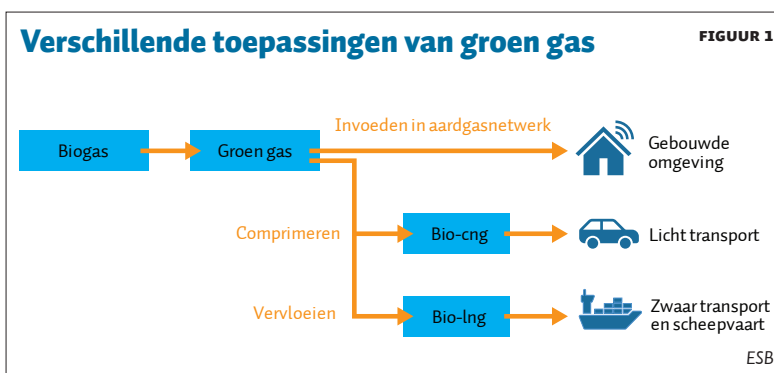 Verschillende toepassingen van groen gas
FIGUUR 1
Invoeden in aardgasnetwerk
Biogas
Groen gas
Gebouwde
omgeving
Comprimeren
Bio-cng
Licht transport
Vervloeien
Bio-lng
Zwaar transport
en scheepvaart
ESB